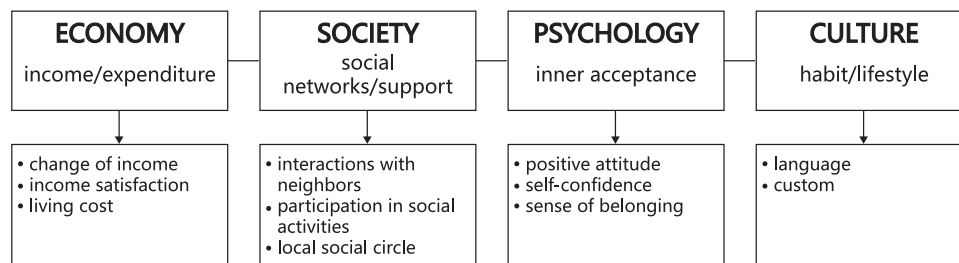 ECONOMY
income/expenditure
SOCIETY
social
networks/support
PSYCHOLOGY
inner acceptance
CULTURE
habit/lifestyle
• change of income
• income satisfaction
• living cost
• interactions with
neighbors
• participation in social
activities
• local social circle
• positive attitude
• self-confidence
• sense of belonging
• language
• custom